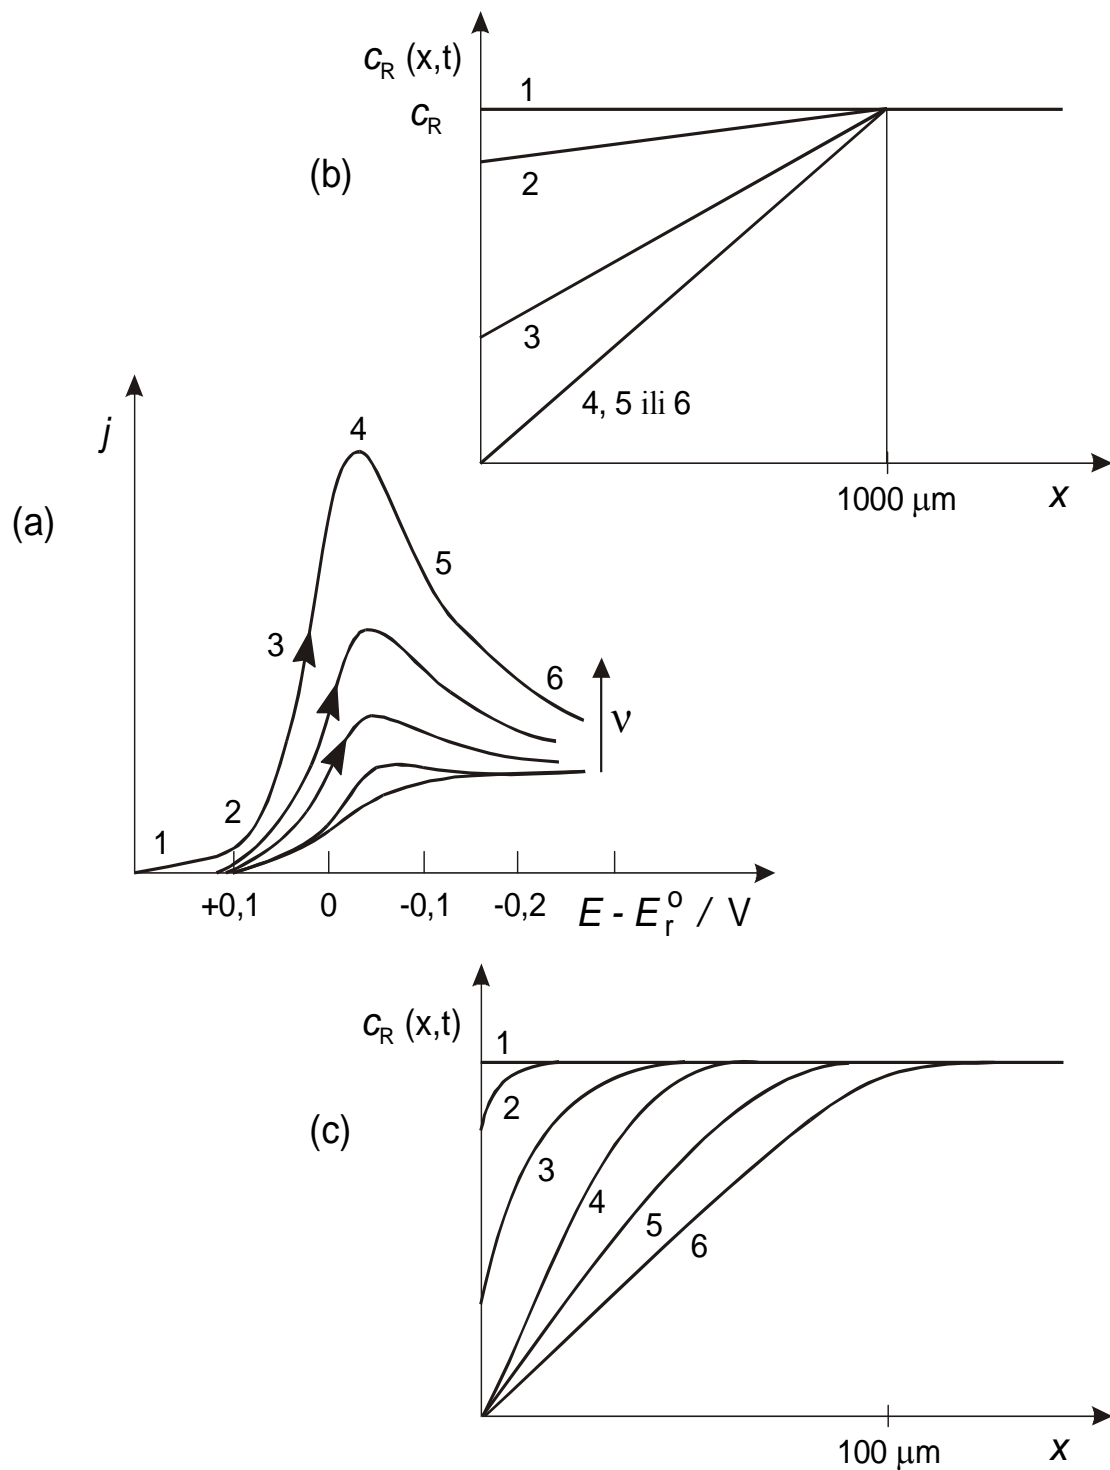 c_R (x,t)
1
c_R
(b)
2
3
4, 5 ili 6
1000 μm
x
j
4
(a)
5
3
6
ν
2
1
+0,1
0
-0,1
-0,2
E - E_r^o / V
c_R (x,t)
1
2
(c)
3
4
5
6
100 μm
x